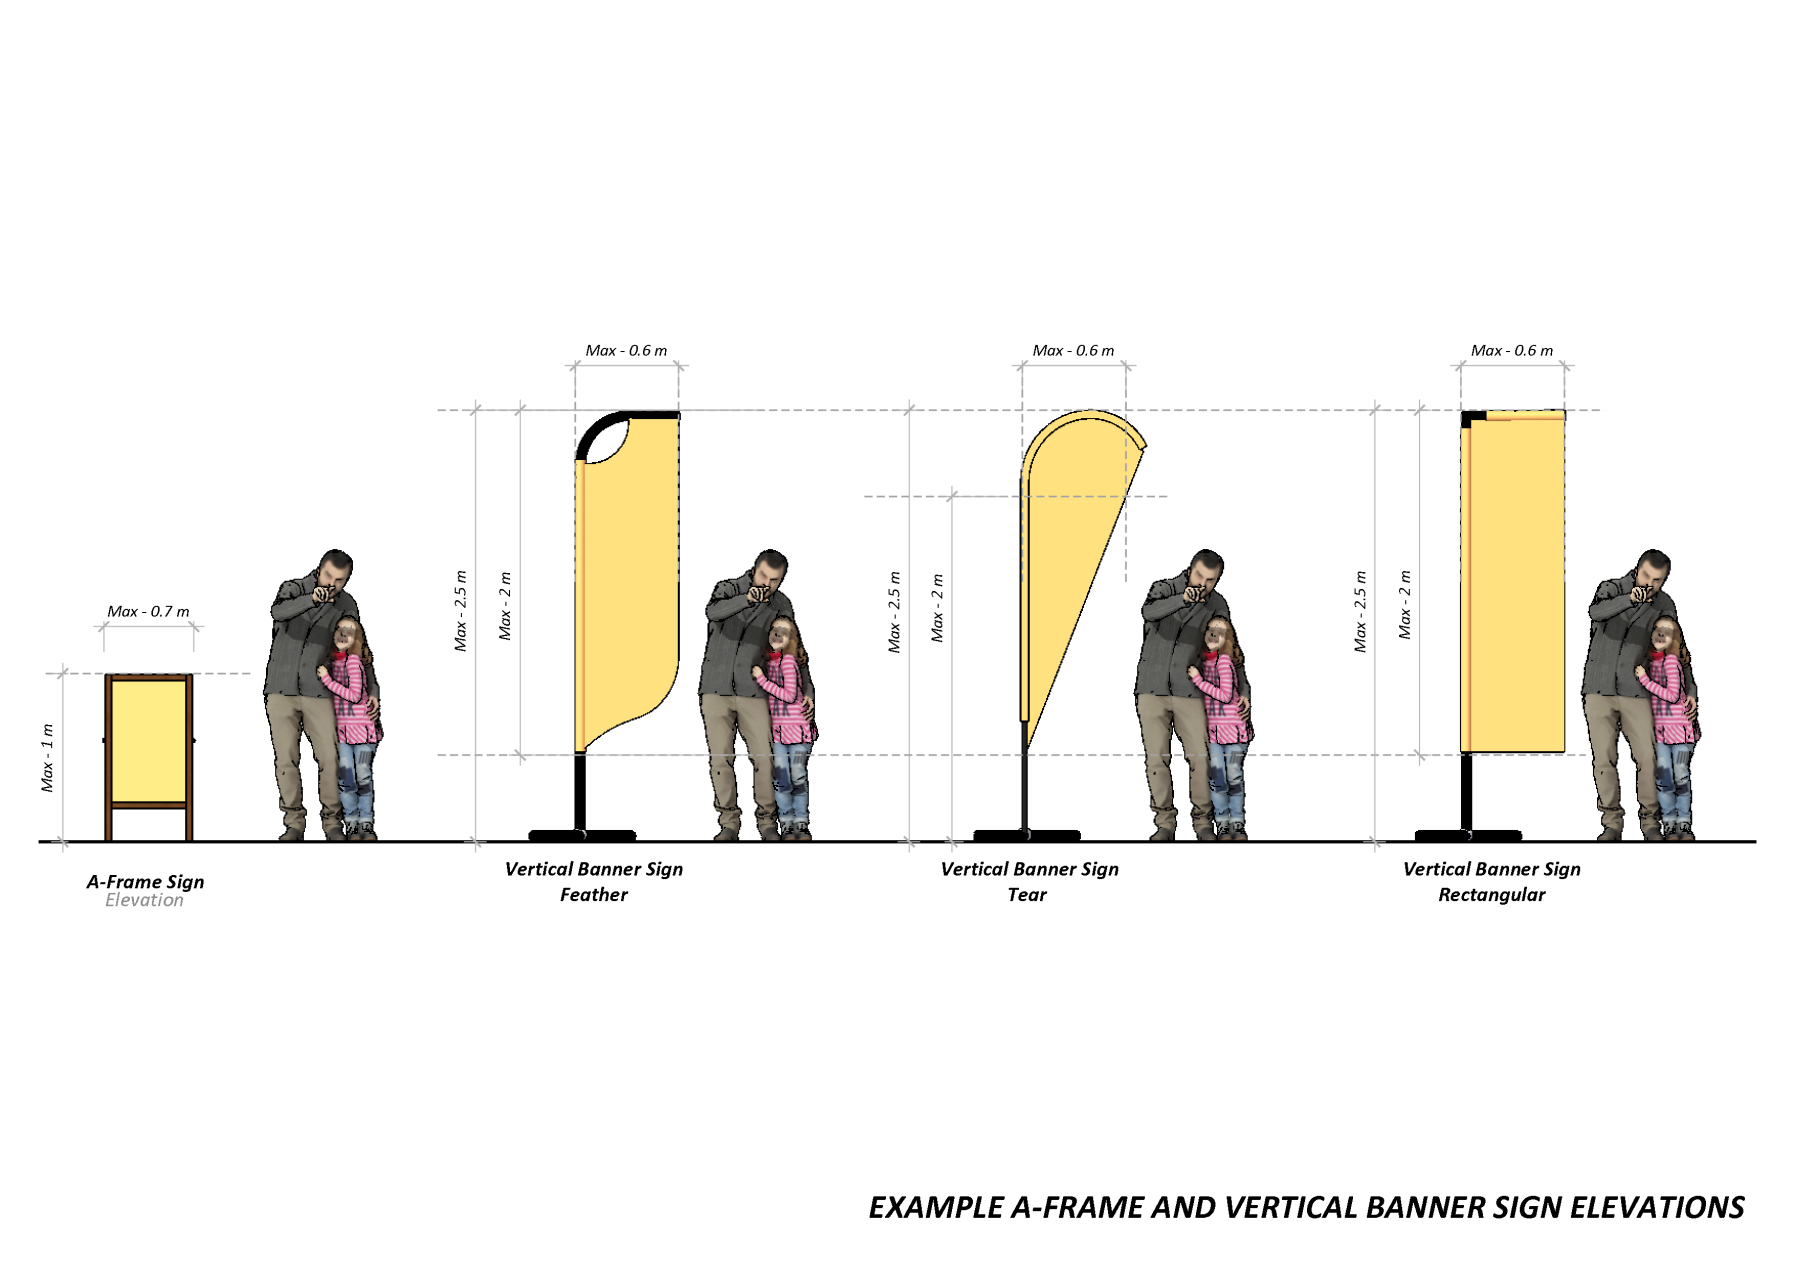 Max - 0.7 m
Max - 1 m
A-Frame Sign
Elevation
Max - 0.6 m
Max - 2.5 m
Max - 2 m
Vertical Banner Sign
Feather
Max - 0.6 m
Max - 2.5 m
Max - 2 m
Vertical Banner Sign
Tear
Max - 0.6 m
Max - 2.5 m
Max - 2 m
Vertical Banner Sign
Rectangular
EXAMPLE A-FRAME AND VERTICAL BANNER SIGN ELEVATIONS